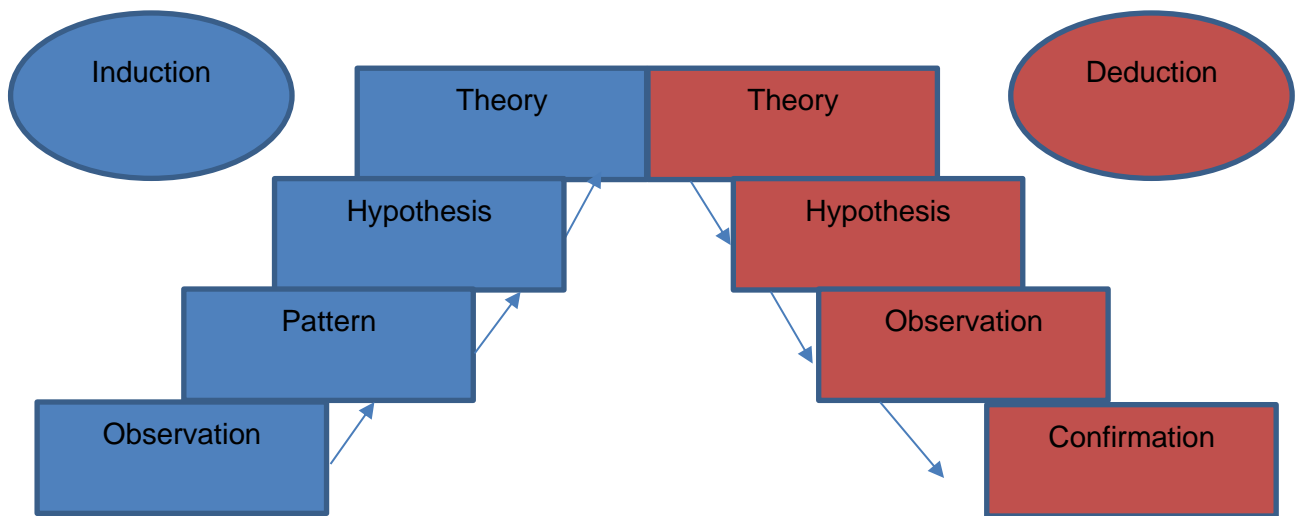 Induction
Deduction
Theory
Theory
Hypothesis
Hypothesis
Pattern
Observation
Observation
Confirmation